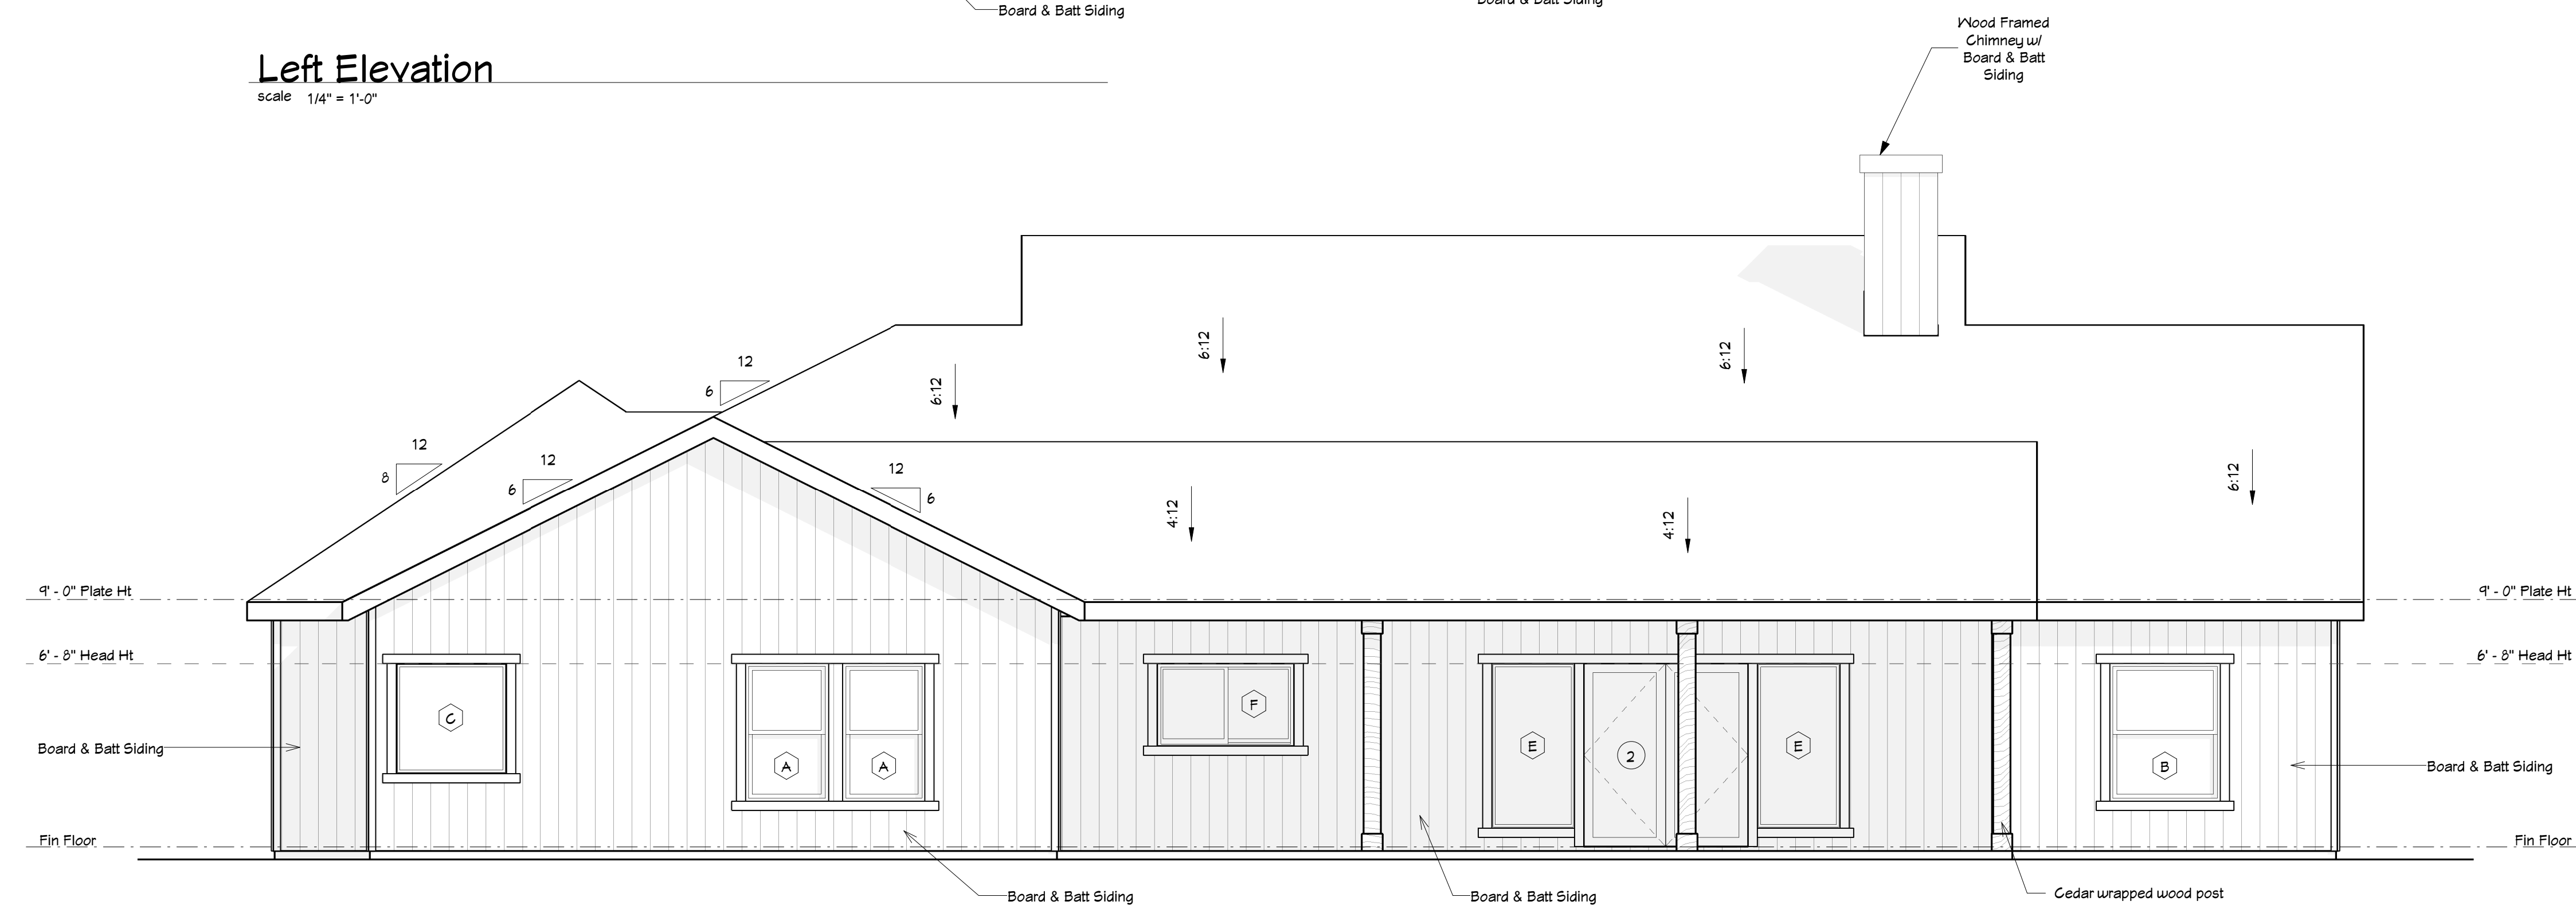 Board & Batt Siding
Board & Batt Siding
Wood Framed
Chimney w/
Board & Batt
Siding
Left Elevation
scale 1/4" = 1'-0"
12
6
6:12
6:12
6:12
12
8
12
6
12
6
6:12
4:12
4:12
9' - 0" Plate Ht
9' - 0" Plate Ht
6' - 8" Head Ht
6' - 8" Head Ht
C
F
E
E
2
Board & Batt Siding
A
A
B
Board & Batt Siding
Fin Floor
Fin Floor
Board & Batt Siding
Board & Batt Siding
Cedar wrapped wood post